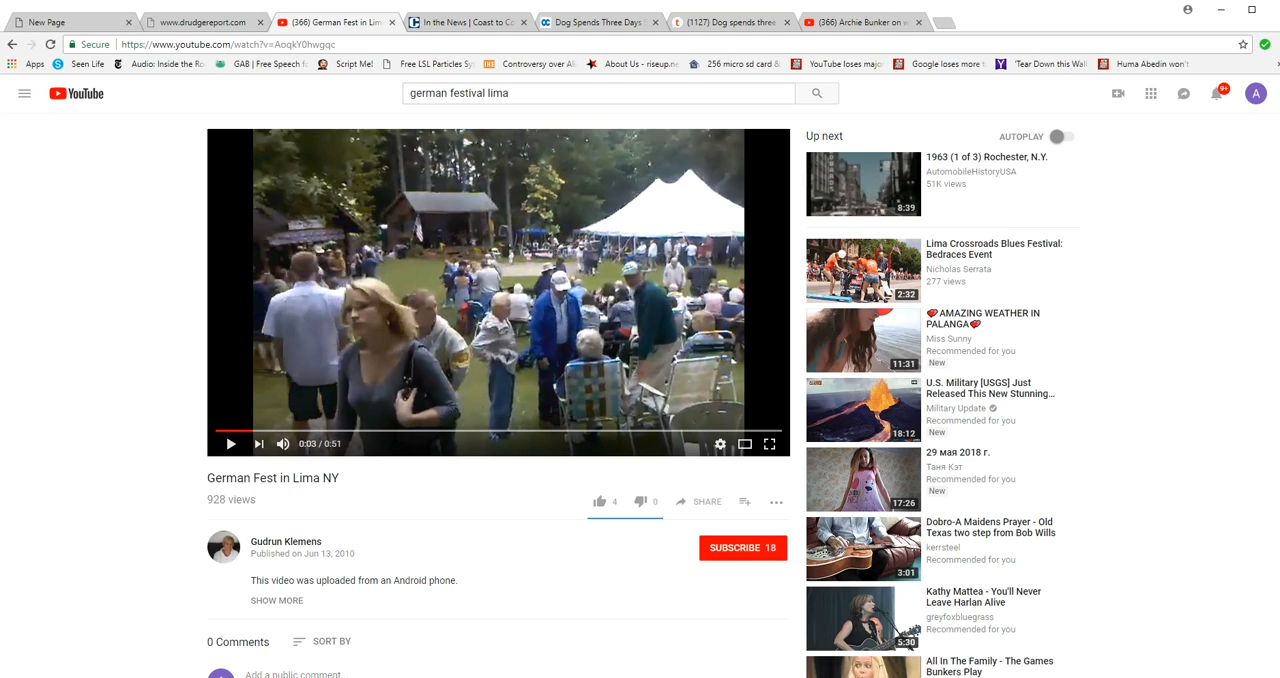 New Page
www.drudgereport.com
(366) German Fest in Lim
In the News | Coast to Co
Dog Spends Three Days
(1127) Dog spends three
(366) Archie Bunker on w
Secure
https://www.youtube.com/watch?v=AoqkY0hwgqc
Apps
Seen Life
Audio: Inside the Ro
GAB | Free Speech f
Script Me!
Free LSL Particles Sy
Controversy over Al
About Us - riseup.ne
256 micro sd card &
YouTube loses major
Google loses more t
'Tear Down this Wall
Huma Abedin won't
YouTube
german festival lima
9+
A
Up next
AUTOPLAY
1963 (1 of 3) Rochester, N.Y.
AutomobileHistoryUSA
51K views
8:39
Lima Crossroads Blues Festival:
Bedraces Event
Nicholas Serrata
277 views
2:32
AMAZING WEATHER IN
PALANGA
Miss Sunny
Recommended for you
New
11:31
U.S. Military [USGS] Just
Released This New Stunning...
Military Update
Recommended for you
New
18:12
0:03 / 0:51
29 мая 2018 г.
Таня Кэт
Recommended for you
New
17:26
German Fest in Lima NY
928 views
4
0
SHARE
Dobro-A Maidens Prayer - Old
Texas two step from Bob Wills
kerrsteel
Recommended for you
3:01
Gudrun Klemens
Published on Jun 13, 2010
SUBSCRIBE 18
This video was uploaded from an Android phone.
SHOW MORE
Kathy Mattea - You'll Never
Leave Harlan Alive
greyfoxbluegrass
Recommended for you
5:30
0 Comments
SORT BY
All In The Family - The Games
Bunkers Play
Add a public comment...